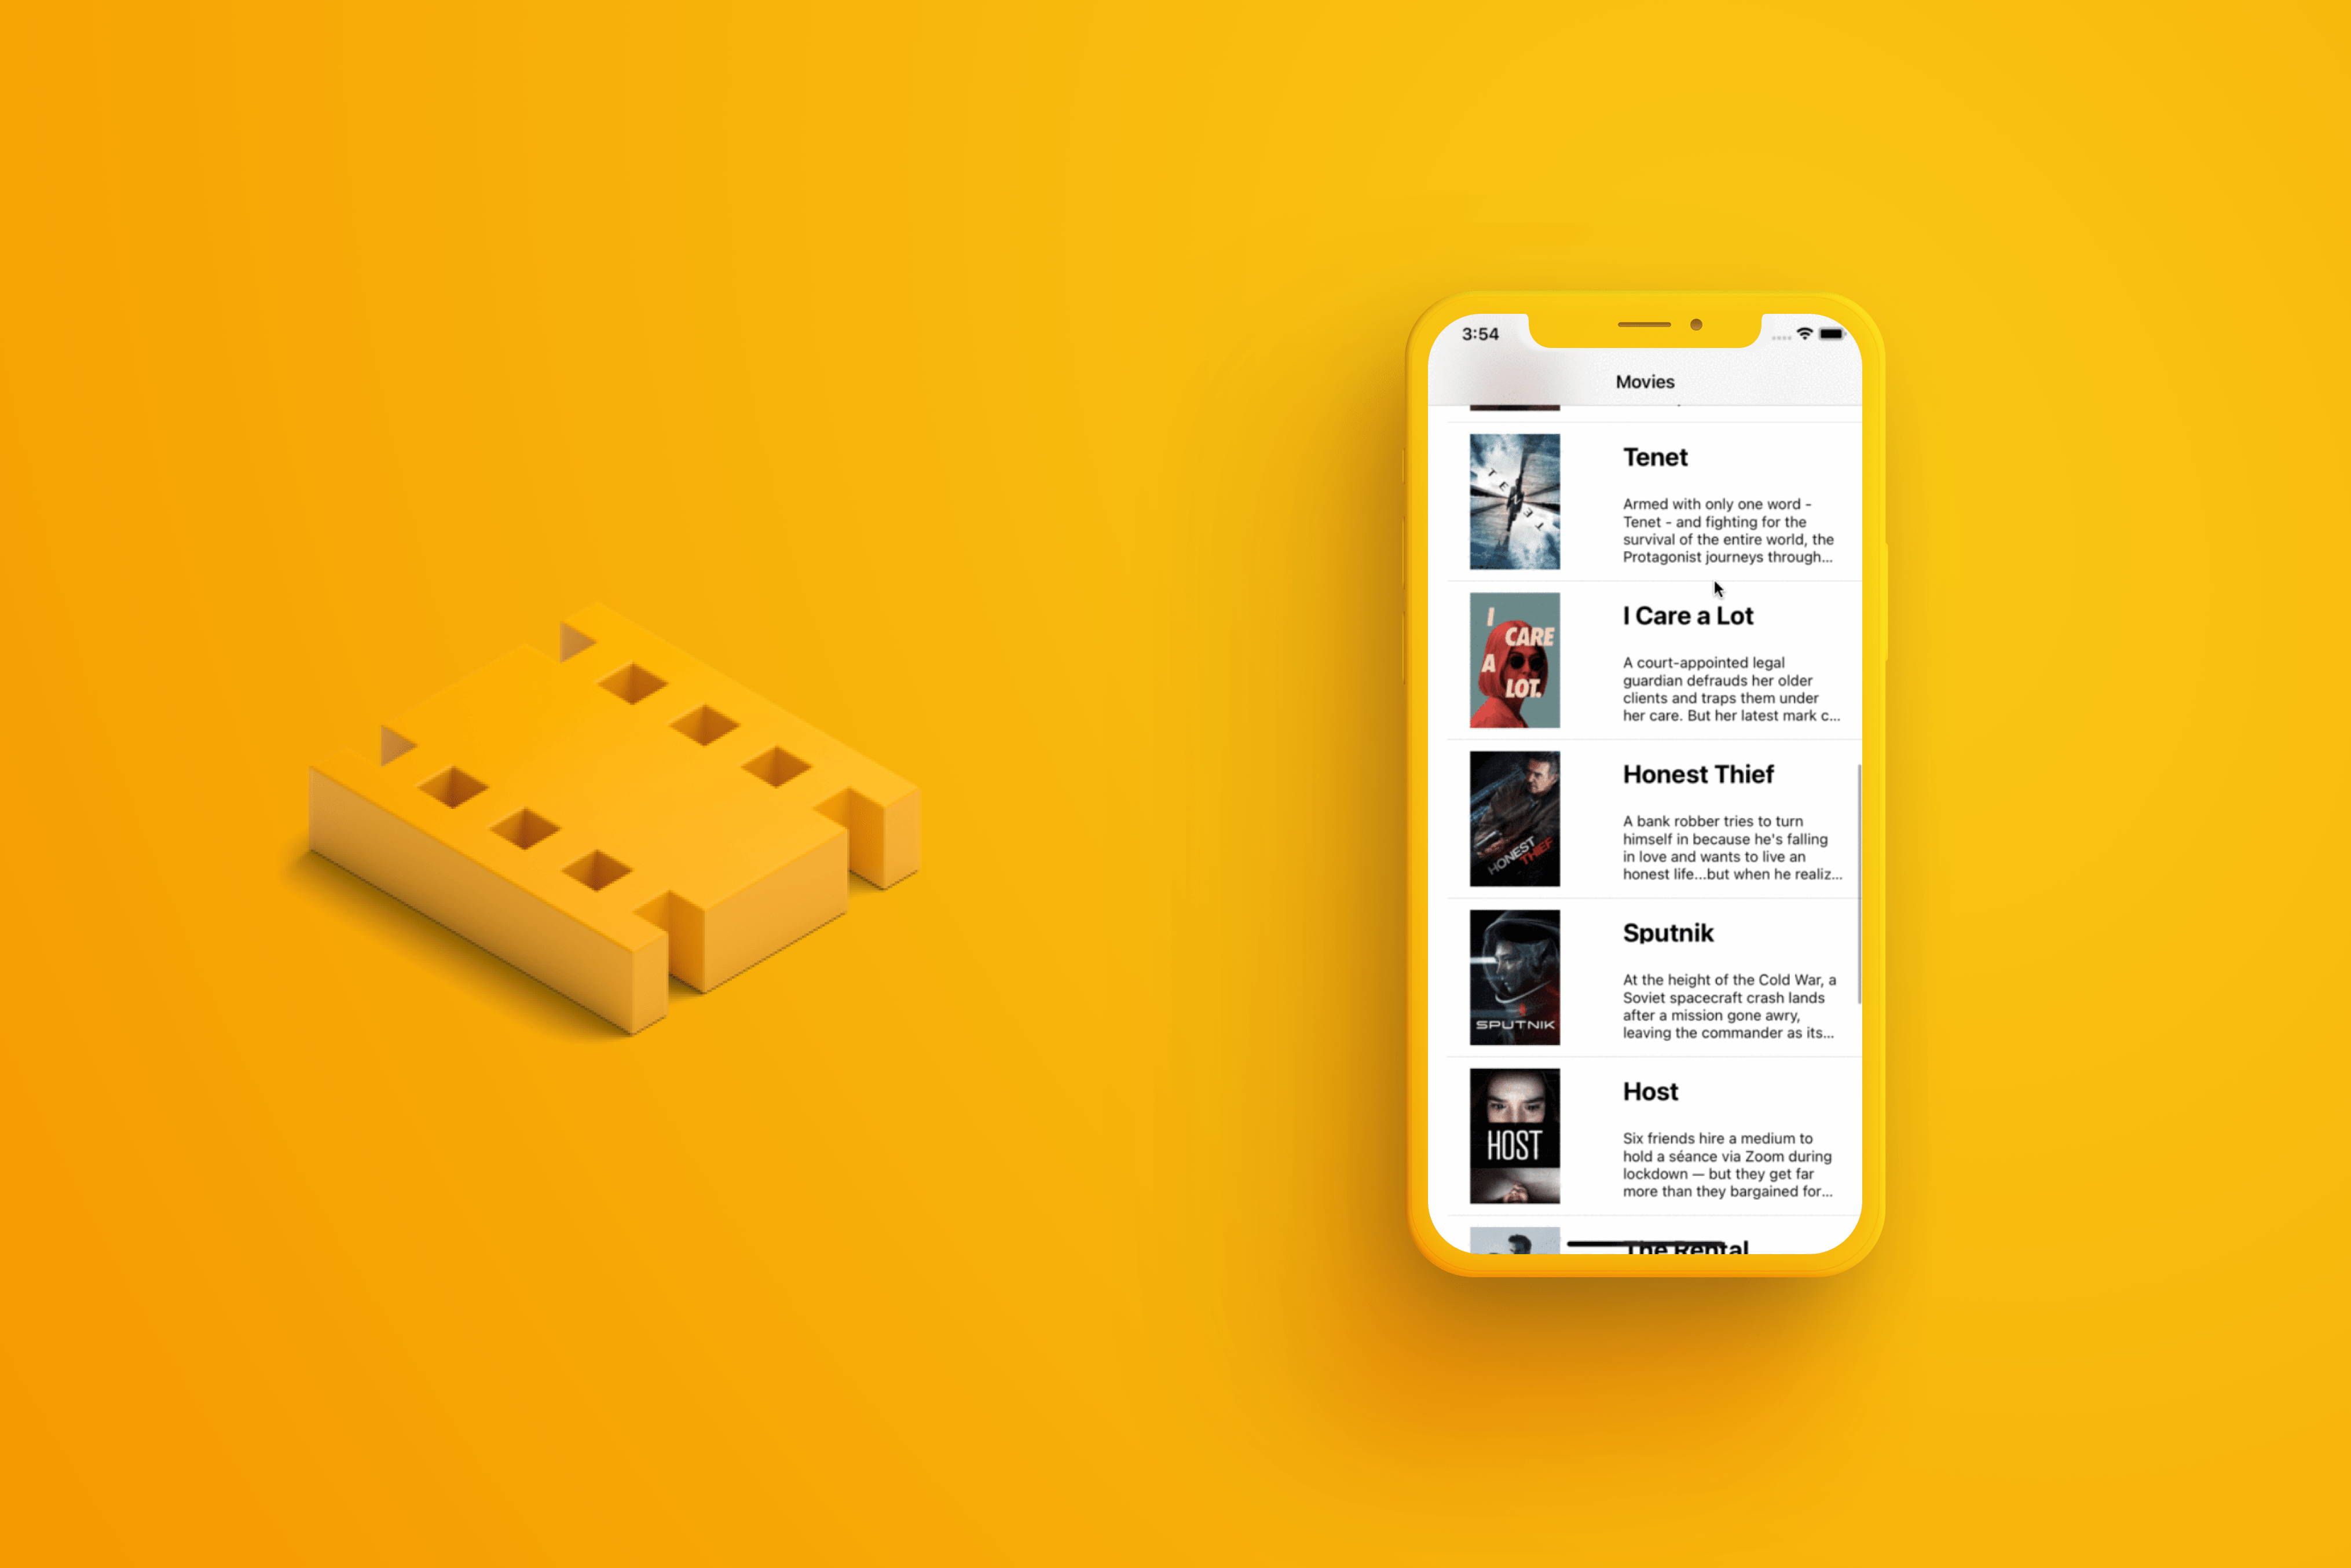 3:54
Movies
TENET
Tenet
Armed with only one word -
Tenet - and fighting for the
survival of the entire world, the
Protagonist journeys through...
I
CARE
A
LOT.
I Care a Lot
A court-appointed legal
guardian defrauds her older
clients and traps them under
her care. But her latest mark c...
HONEST
THIEF
Honest Thief
A bank robber tries to turn
himself in because he's falling
in love and wants to live an
honest life...but when he realiz...
SPUTNIK
Sputnik
At the height of the Cold War, a
Soviet spacecraft crash lands
after a mission gone awry,
leaving the commander as its...
HOST
Host
Six friends hire a medium to
hold a séance via Zoom during
lockdown — but they get far
more than they bargained for...
The Rental